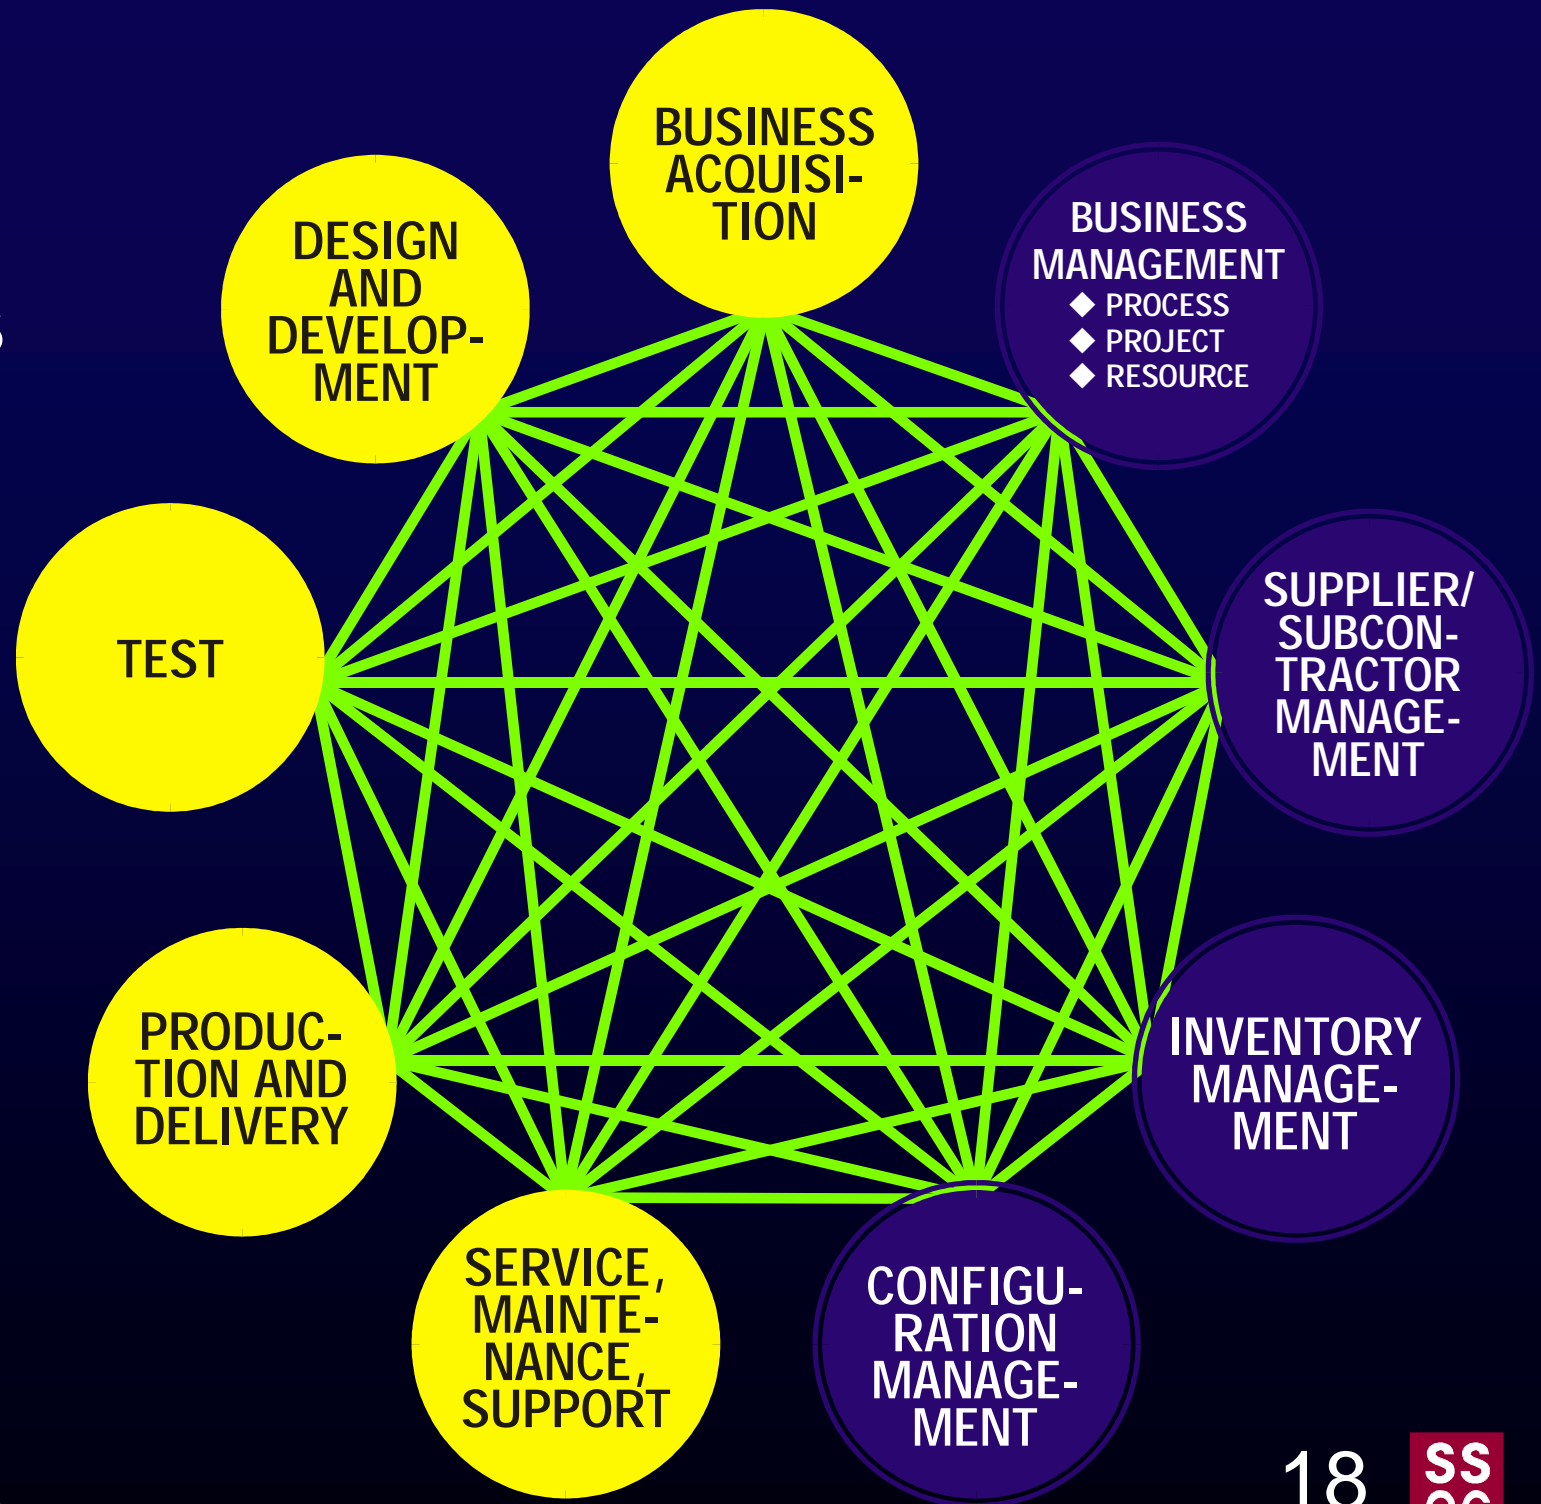 BUSINESS
ACQUISI-
TION
DESIGN
AND
DEVELOP-
MENT
BUSINESS
MANAGEMENT
◆ PROCESS
◆ PROJECT
◆ RESOURCE
TEST
SUPPLIER/
SUBCON-
TRACTOR
MANAGE-
MENT
PRODUC-
TION AND
DELIVERY
INVENTORY
MANAGE-
MENT
SERVICE,
MAINTE-
NANCE,
SUPPORT
CONFIGU-
RATION
MANAGE-
MENT
18
SS